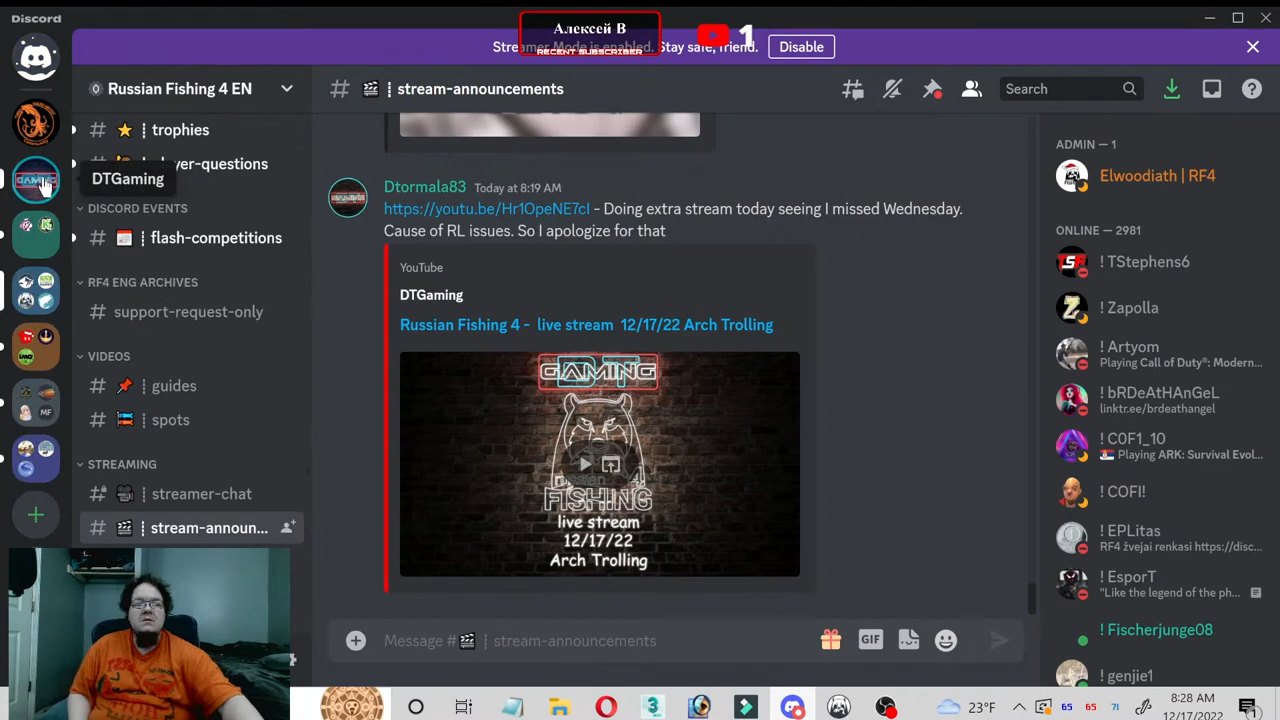 Discord
Алексей В
RECENT SUBSCRIBER
1
Streamer Mode is enabled. Stay safe, friend.
Disable
Russian Fishing 4 EN
┊stream-announcements
Search
┊trophies
DTGaming
DISCORD EVENTS
┊flash-competitions
RF4 ENG ARCHIVES
support-request-only
VIDEOS
┊guides
┊spots
STREAMING
┊streamer-chat
┊stream-announ...
Dtormala83 Today at 8:19 AM
https://youtu.be/Hr1OpeNE7cI - Doing extra stream today seeing I missed Wednesday.
Cause of RL issues. So I apologize for that
YouTube
DTGaming
Russian Fishing 4 - live stream 12/17/22 Arch Trolling
GAMING
FISHING
live stream
12/17/22
Arch Trolling
Message #🎬┊stream-announcements
GIF
ADMIN — 1
Elwoodiath | RF4
ONLINE — 2981
! TStephens6
! Zapolla
! Artyom
Playing Call of Duty®: Modern...
! bRDeAtHAnGeL
linktr.ee/brdeathangel
! C0F1_10
Playing ARK: Survival Evol...
! COFI!
! EPLitas
RF4 žvejai renkasi https://disc...
! EsporT
"Like the legend of the ph...
! Fischerjunge08
! genjie1
23°F
65
65
71
8:28 AM
12/17/2022